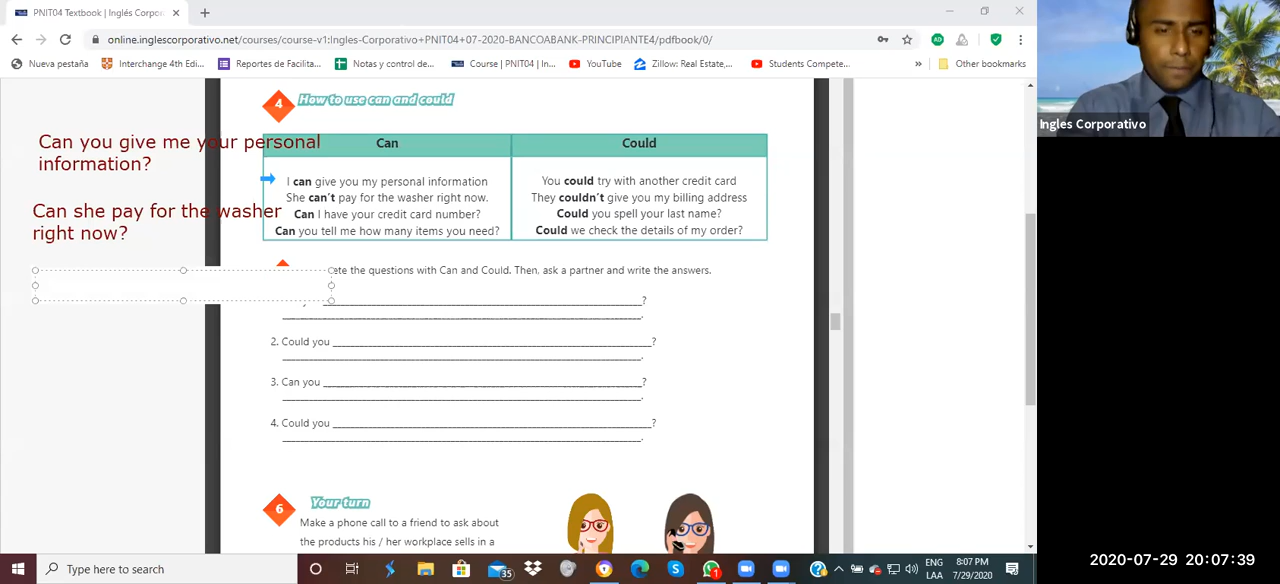 PNIT04 Textbook | Inglés Corpor
online.inglescorporativo.net/courses/course-v1:Ingles-Corporativo+PNIT04+07-2020-BANCOABANK-PRINCIPIANTE4/pdfbook/0/
Nueva pestaña
Interchange 4th Edi...
Reportes de Facilita...
Notas y control de...
Course | PNIT04 | In...
YouTube
Zillow: Real Estate,...
Students Compete...
»
Other bookmarks
Ingles Corporativo
4 How to use can and could
Can you give me your personal
information?
Can she pay for the washer
right now?
Can
I can give you my personal information
She can't pay for the washer right now.
Can I have your credit card number?
Can you tell me how many items you need?
Could
You could try with another credit card
They couldn't give you my billing address
Could you spell your last name?
Could we check the details of my order?
the questions with Can and Could. Then, ask a partner and write the answers.
?
2. Could you ?
3. Can you ?
4. Could you ?
6 Your turn
Make a phone call to a friend to ask about
the products his / her workplace sells in a
Type here to search
35
1
ENG
LAA
8:07 PM
7/29/2020
2020-07-29 20:07:39